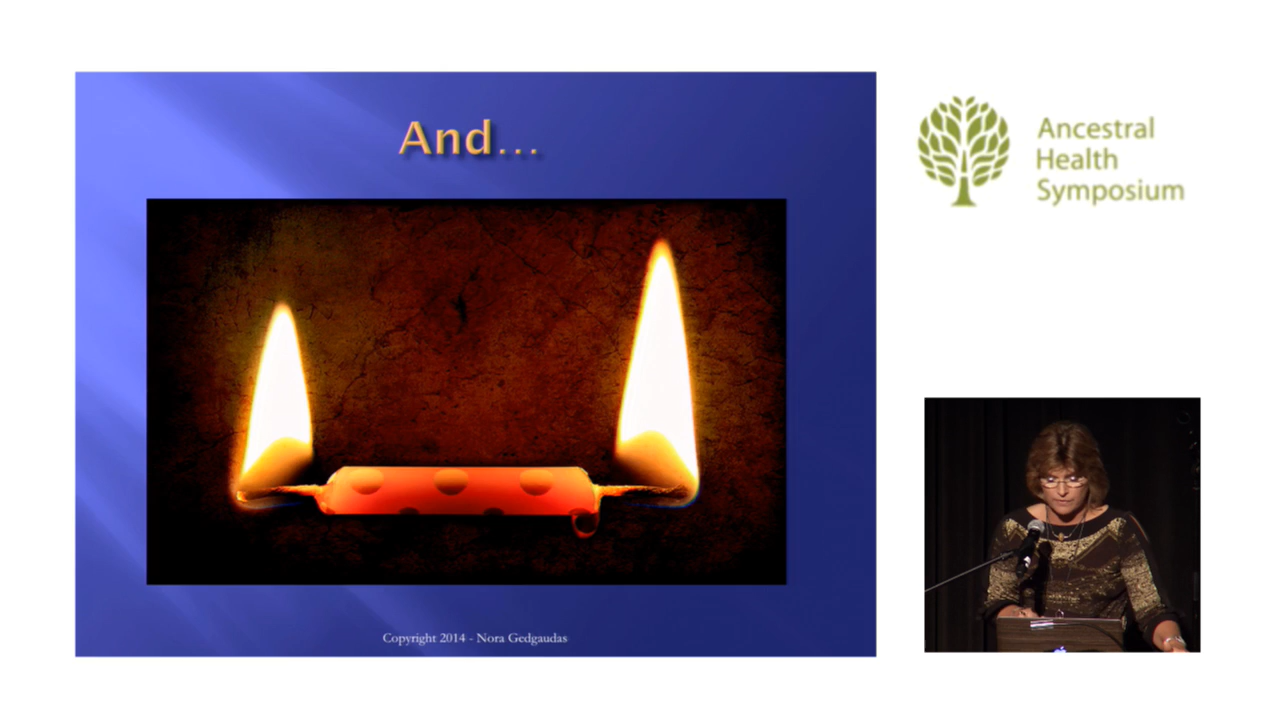 And...
Copyright 2014 - Nora Gedgaudas
Ancestral
Health
Symposium